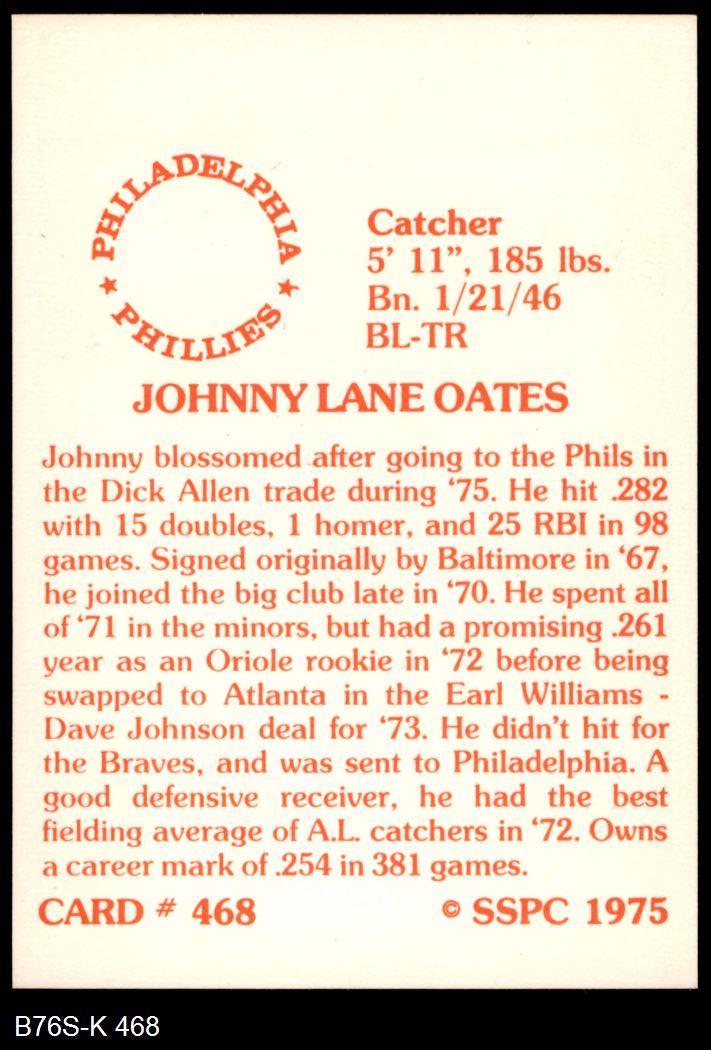 PHILADELPHIA
★ PHILLIES ★
Catcher
5’ 11”, 185 lbs.
Bn. 1/21/46
BL-TR
JOHNNY LANE OATES
Johnny blossomed after going to the Phils in
the Dick Allen trade during ‘75. He hit .282
with 15 doubles, 1 homer, and 25 RBI in 98
games. Signed originally by Baltimore in ‘67,
he joined the big club late in ‘70. He spent all
of ‘71 in the minors, but had a promising .261
year as an Oriole rookie in ‘72 before being
swapped to Atlanta in the Earl Williams -
Dave Johnson deal for ‘73. He didn’t hit for
the Braves, and was sent to Philadelphia. A
good defensive receiver, he had the best
fielding average of A.L. catchers in ‘72. Owns
a career mark of .254 in 381 games.
CARD # 468 © SSPC 1975
B76S-K 468